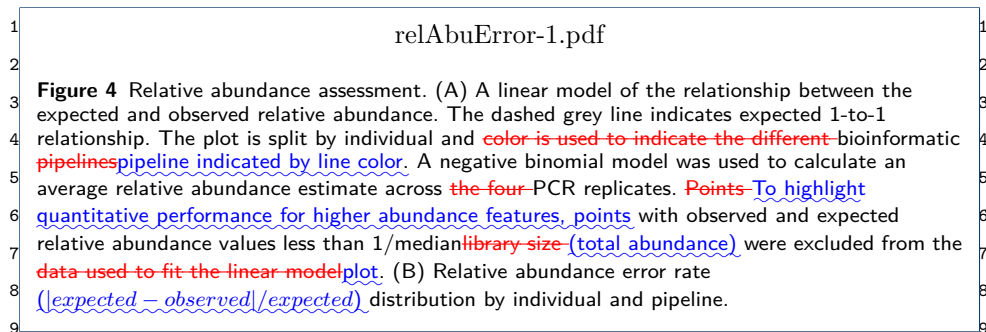 relAbuError-1.pdf
Figure 4 Relative abundance assessment. (A) A linear model of the relationship between the
expected and observed relative abundance. The dashed grey line indicates expected 1-to-1
relationship. The plot is split by individual and color is used to indicate the different bioinformatic
pipelinespipeline indicated by line color. A negative binomial model was used to calculate an
average relative abundance estimate across the four PCR replicates. Points To highlight
quantitative performance for higher abundance features, points with observed and expected
relative abundance values less than 1/medianlibrary size (total abundance) were excluded from the
data used to fit the linear modelplot. (B) Relative abundance error rate
(|expected − observed|/expected) distribution by individual and pipeline.
1 1
2 2
3 3
4 4
5 5
6 6
7 7
8 8
9 9